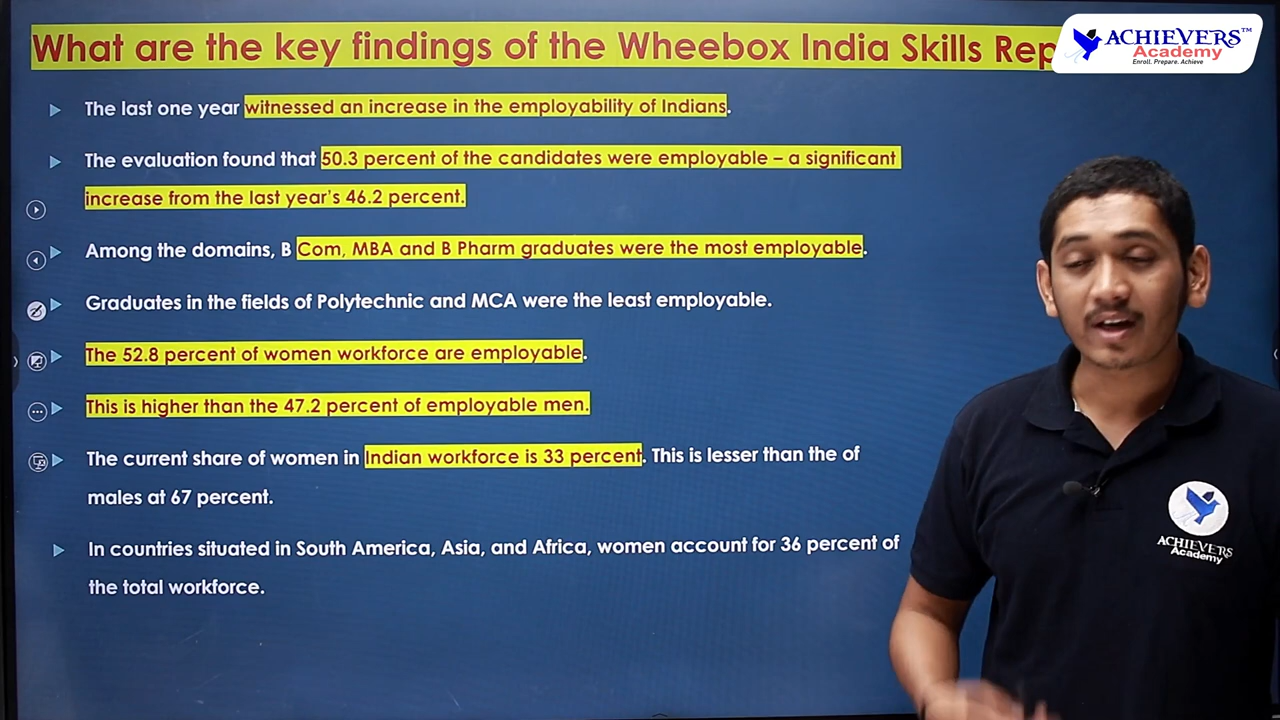 What are the key findings of the Wheebox India Skills Rep
ACHIEVERS™
Academy
Enroll. Prepare. Achieve
The last one year witnessed an increase in the employability of Indians.
The evaluation found that 50.3 percent of the candidates were employable – a significant
increase from the last year's 46.2 percent.
Among the domains, B Com, MBA and B Pharm graduates were the most employable.
Graduates in the fields of Polytechnic and MCA were the least employable.
The 52.8 percent of women workforce are employable.
This is higher than the 47.2 percent of employable men.
The current share of women in Indian workforce is 33 percent. This is lesser than the of
males at 67 percent.
In countries situated in South America, Asia, and Africa, women account for 36 percent of
the total workforce.
ACHIEVERS
Academy